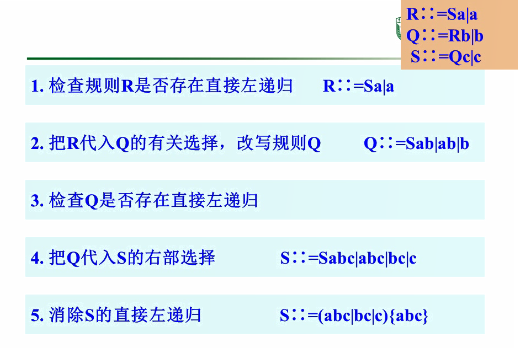 R∷=Sa|a
Q∷=Rb|b
S∷=Qc|c
1. 检查规则R是否存在直接左递归 R∷=Sa|a
2. 把R代入Q的有关选择，改写规则Q Q∷=Sab|ab|b
3. 检查Q是否存在直接左递归
4. 把Q代入S的右部选择 S∷=Sabc|abc|bc|c
5. 消除S的直接左递归 S∷=(abc|bc|c){abc}